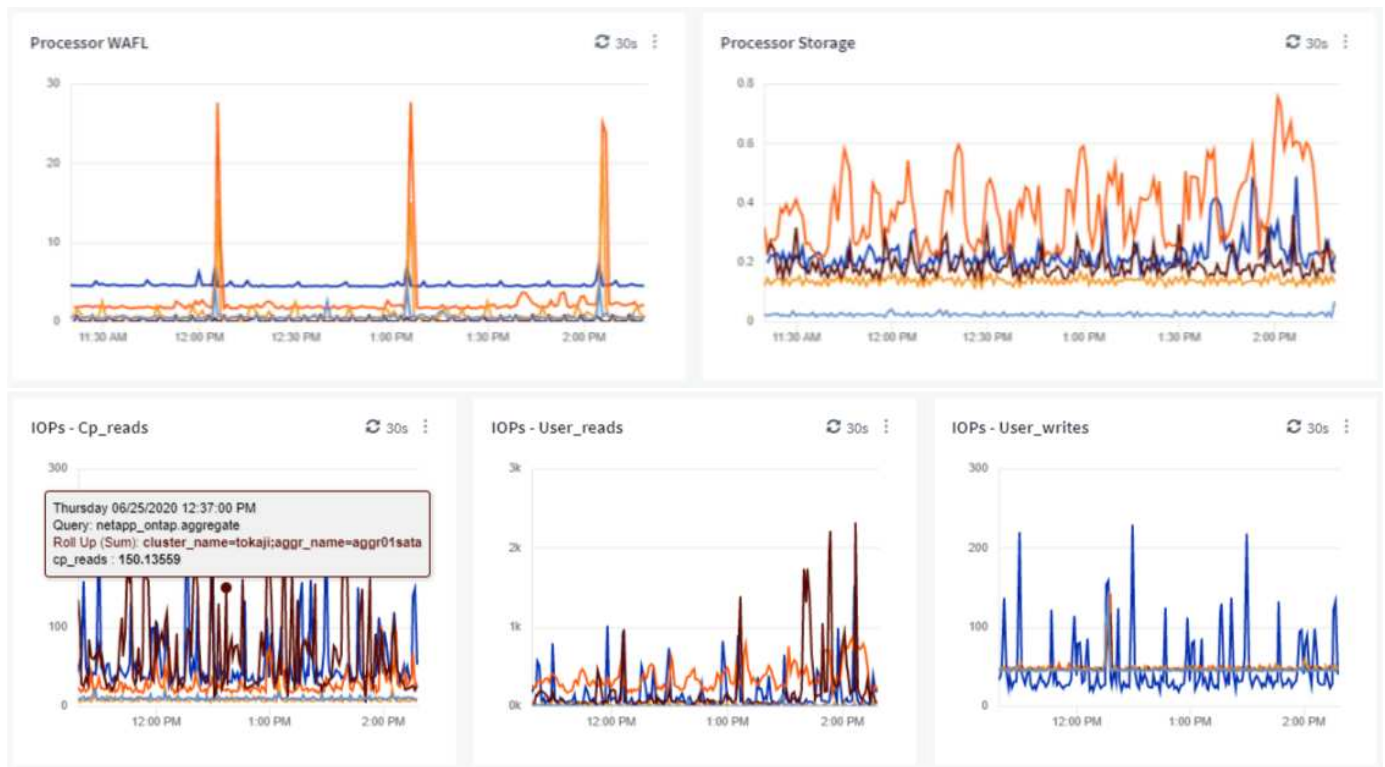 Processor WAFL
30s
30
20
10
0
11:30 AM 12:00 PM 12:30 PM 1:00 PM 1:30 PM 2:00 PM
Processor Storage
30s
0.8
0.6
0.4
0.2
0
11:30 AM 12:00 PM 12:30 PM 1:00 PM 1:30 PM 2:00 PM
IOPs - Cp_reads
30s
300
Thursday 06/25/2020 12:37:00 PM
Query: netapp_ontap.aggregate
Roll Up (Sum): cluster_name=tokaji;aggr_name=aggr01sata
cp_reads : 150.13559
100
0
12:00 PM 1:00 PM 2:00 PM
IOPs - User_reads
30s
3k
2k
1k
0k
12:00 PM 1:00 PM 2:00 PM
IOPs - User_writes
30s
300
200
100
0
12:00 PM 1:00 PM 2:00 PM